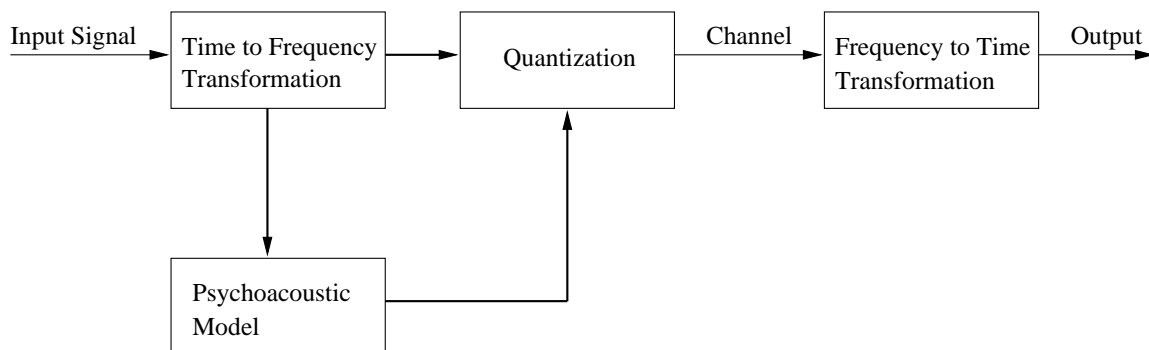 Input Signal
Time to Frequency
Transformation
Quantization
Channel
Frequency to Time
Transformation
Output
Psychoacoustic
Model